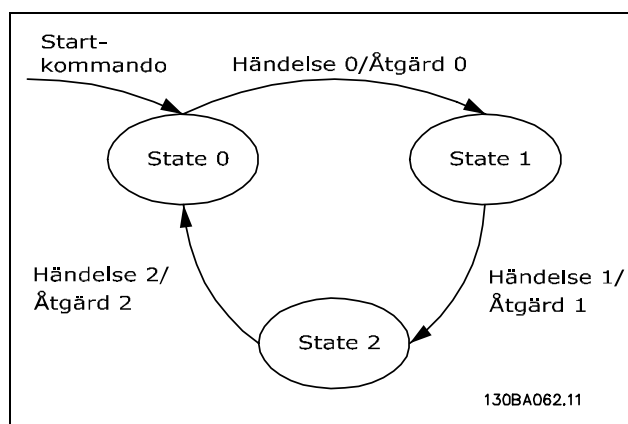 Start-
kommando
Händelse 0/Åtgärd 0
State 0
State 1
Händelse 2/
Åtgärd 2
Händelse 1/
Åtgärd 1
State 2
130BA062.11